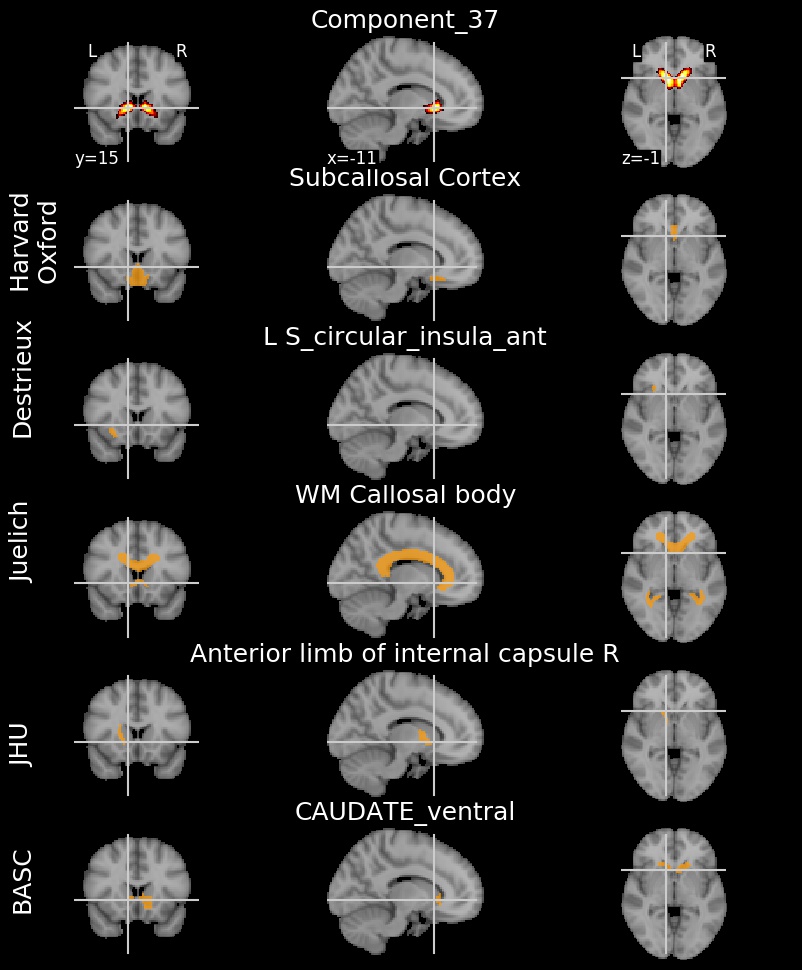 Component_37
L R
L R
y=15
x=-11
z=-1
Subcallosal Cortex
Harvard
Oxford
L S_circular_insula_ant
Destrieux
WM Callosal body
Juelich
Anterior limb of internal capsule R
JHU
CAUDATE_ventral
BASC